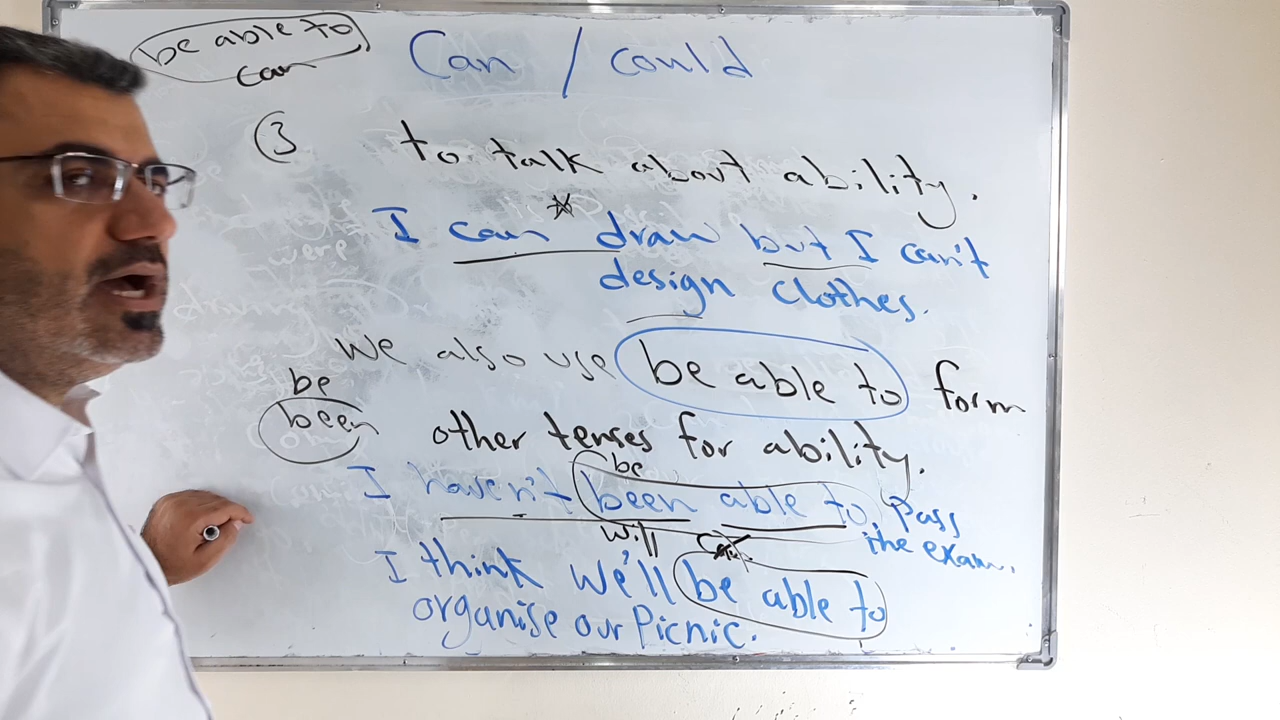 be able to
can
Can / could
3 to talk about ability.
I can draw but I can't
design clothes.
we also use be able to form
be
been
other tenses for ability.
be
I haven't been able to pass
the exam.
will
I think we'll be able to
organise our Picnic.